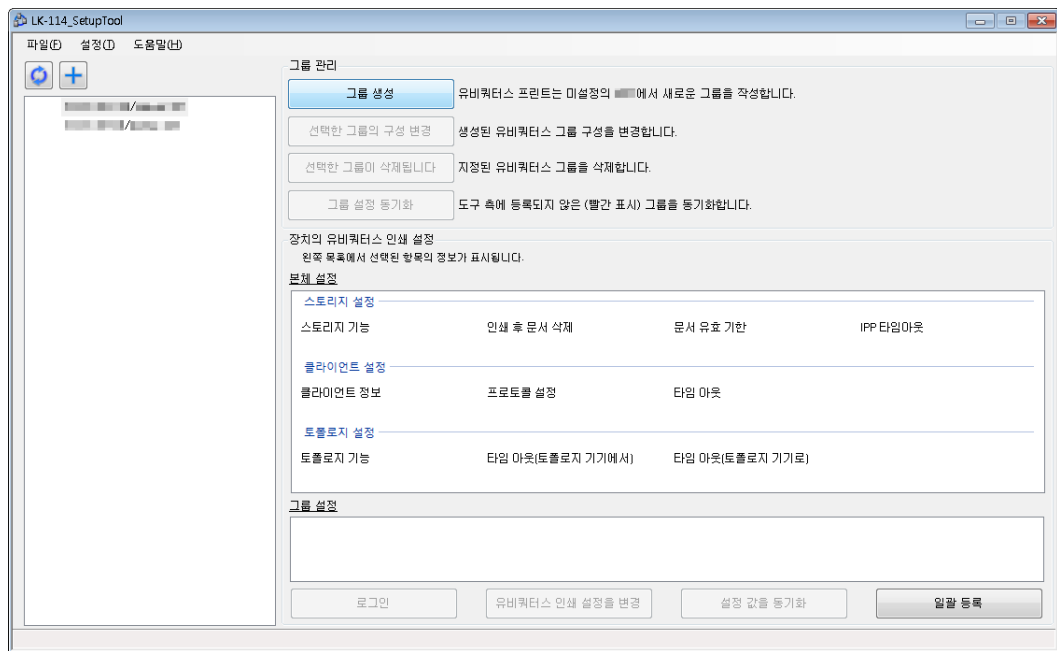 LK-114_SetupTool
파일(F) 설정(T) 도움말(H)
그룹 관리
그룹 생성 유비쿼터스 프린트는 미설정의 에서 새로운 그룹을 작성합니다.
선택한 그룹의 구성 변경 생성된 유비쿼터스 그룹 구성을 변경합니다.
선택한 그룹이 삭제됩니다 지정된 유비쿼터스 그룹을 삭제합니다.
그룹 설정 동기화 도구 측에 등록되지 않은 (빨간 표시) 그룹을 동기화합니다.
장치의 유비쿼터스 인쇄 설정
왼쪽 목록에서 선택된 항목의 정보가 표시됩니다.
본체 설정
스토리지 설정
스토리지 기능 인쇄 후 문서 삭제 문서 유효 기한 IPP 타임아웃
클라이언트 설정
클라이언트 정보 프로토콜 설정 타임 아웃
토폴로지 설정
토폴로지 기능 타임 아웃(토폴로지 기기에서) 타임 아웃(토폴로지 기기로)
그룹 설정
로그인 유비쿼터스 인쇄 설정을 변경 설정 값을 동기화 일괄 등록